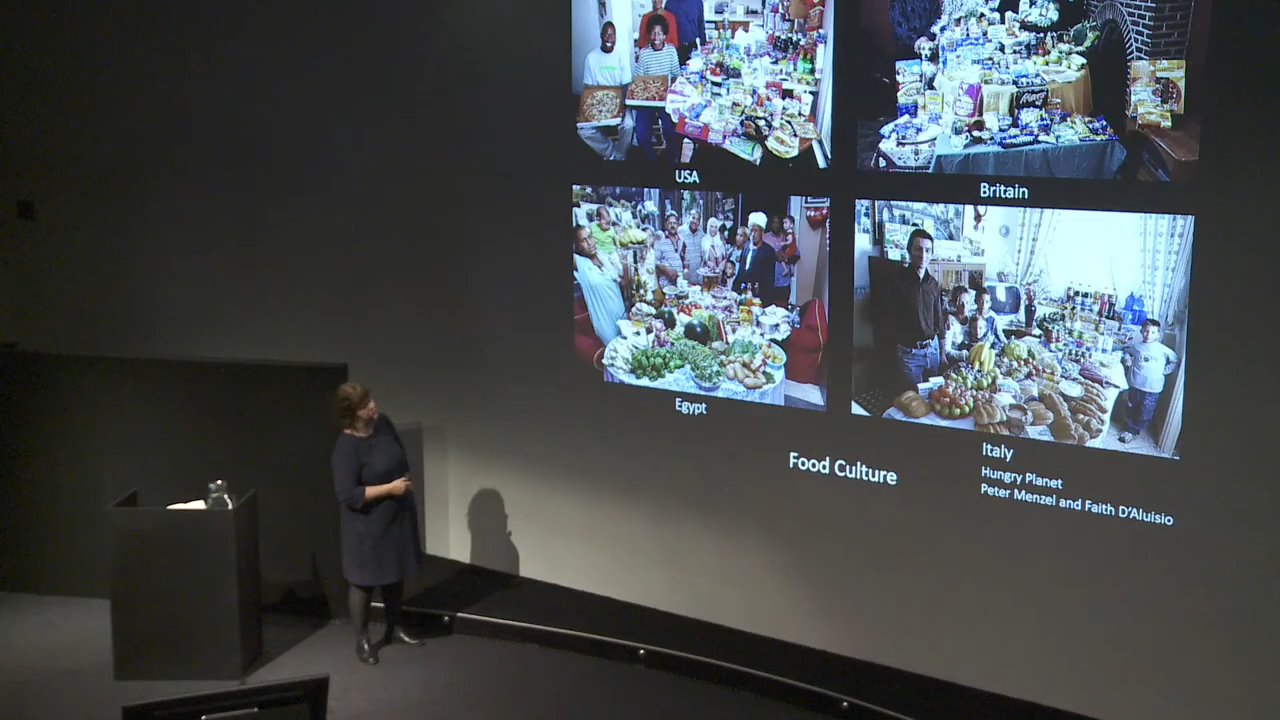 USA
Britain
Egypt
Italy
Food Culture
Hungry Planet
Peter Menzel and Faith D'Aluisio